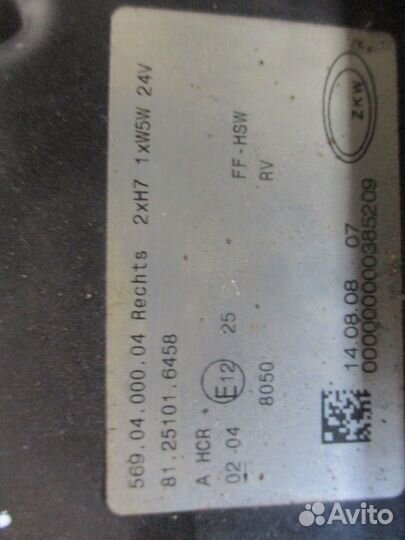 569.04.000.04 Rechts 2xH7 1xW5W 24V
81.25101.6458
FF-HSW
RV
A HCR E12 25
02 04 8050
ZKW
14.08.08 07
000000000385209
Avito